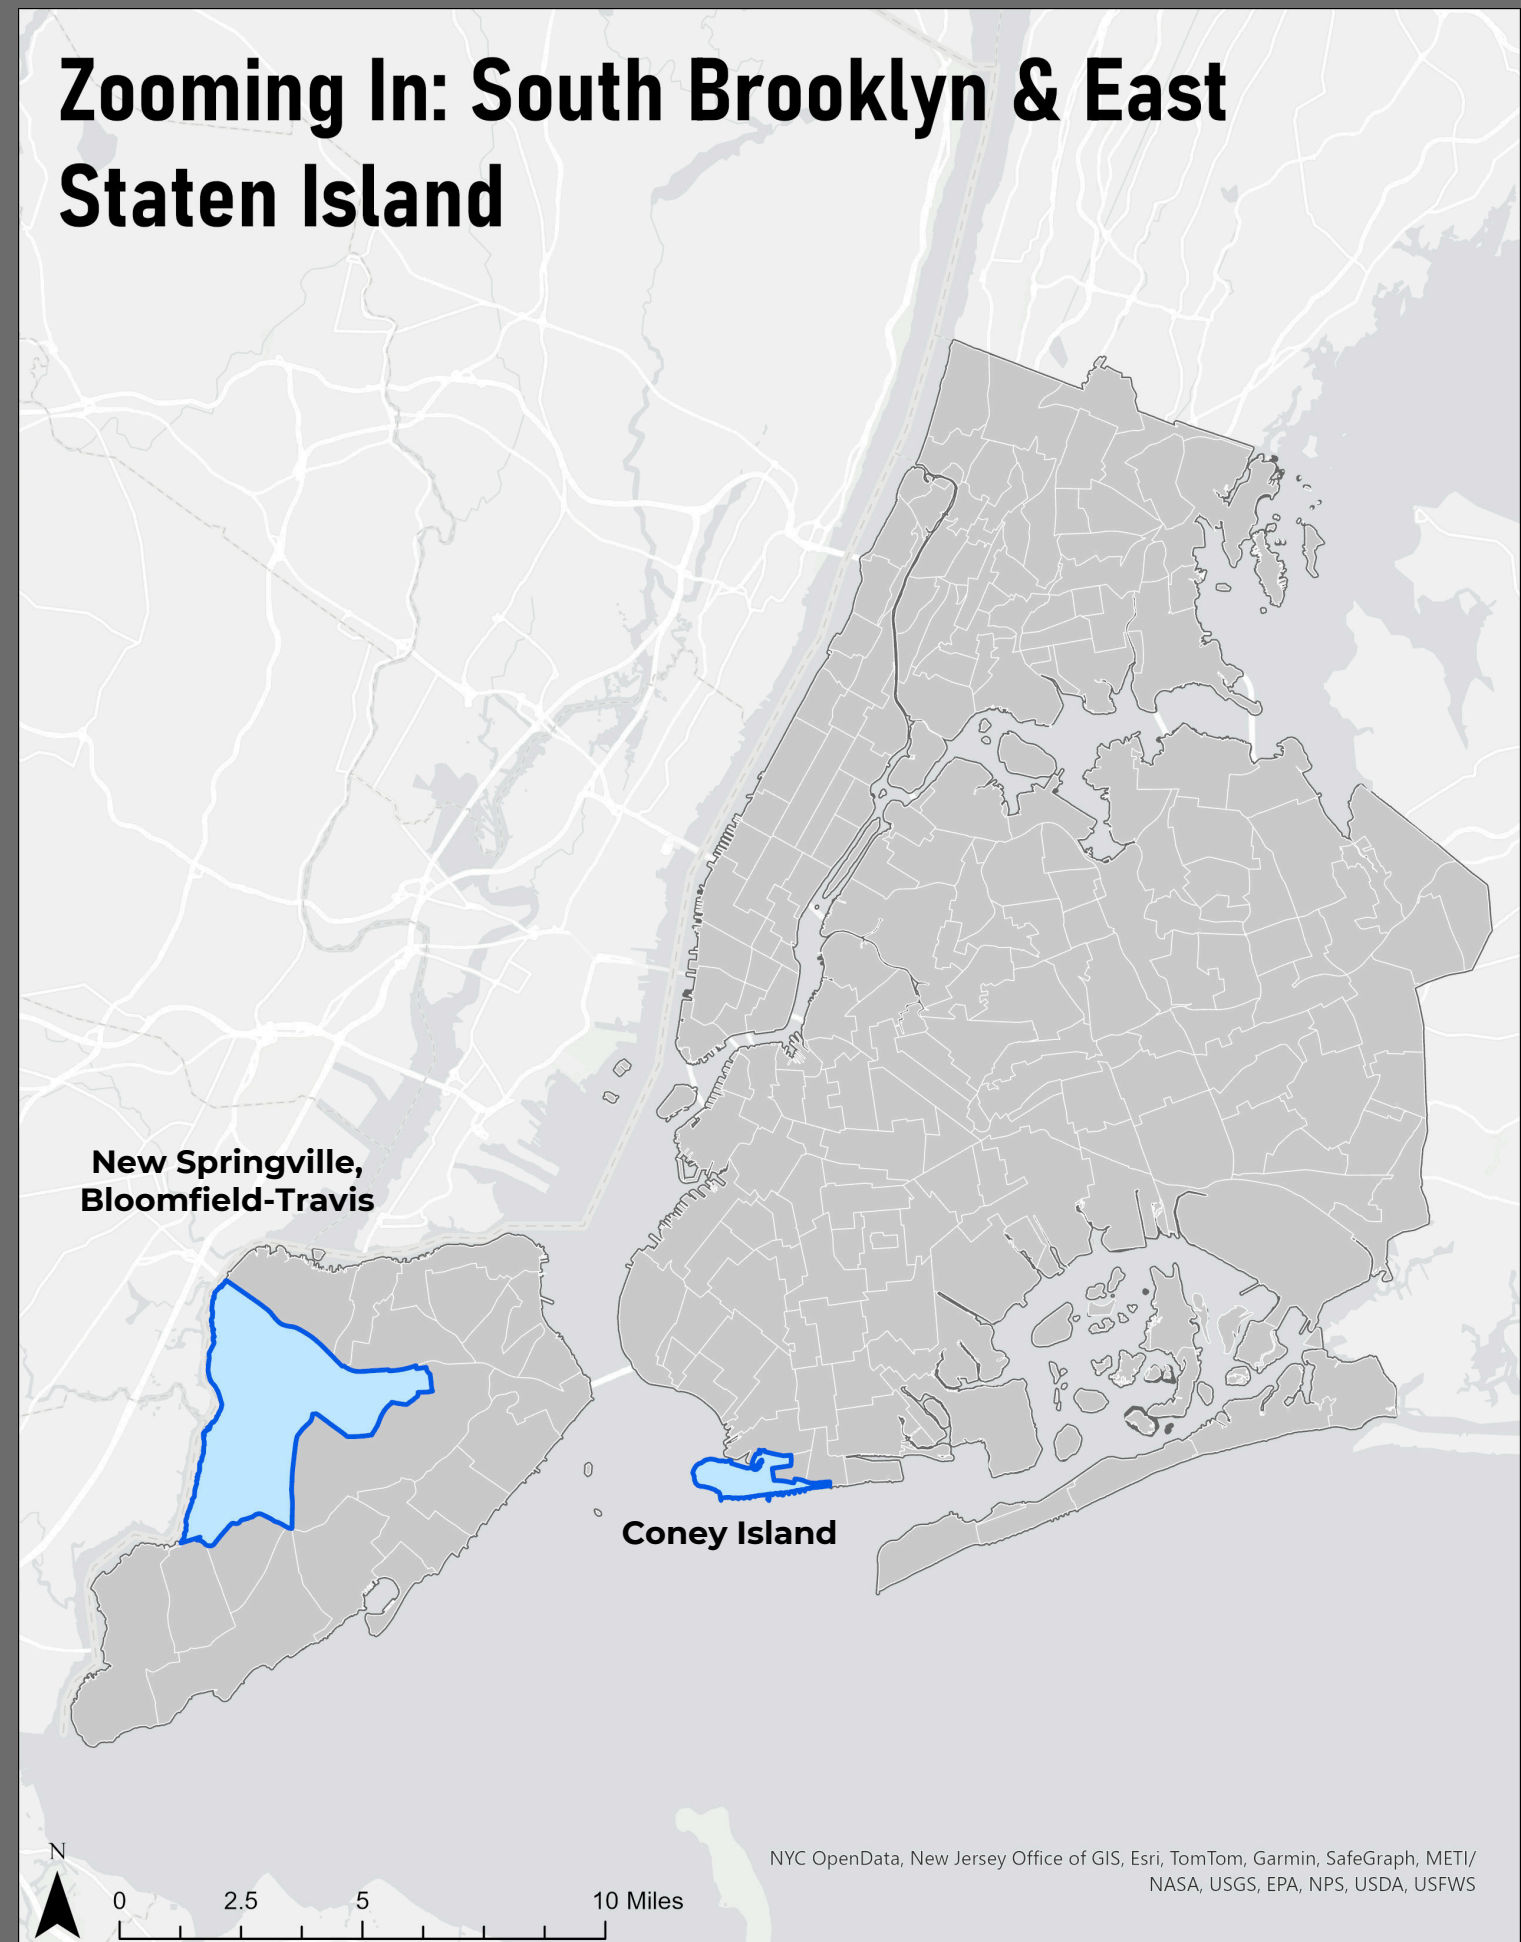 Zooming In: South Brooklyn & East
Staten Island
New Springville,
Bloomfield-Travis
Coney Island
NYC OpenData, New Jersey Office of GIS, Esri, TomTom, Garmin, SafeGraph, METI/
NASA, USGS, EPA, NPS, USDA, USFWS
N
0 2.5 5 10 Miles